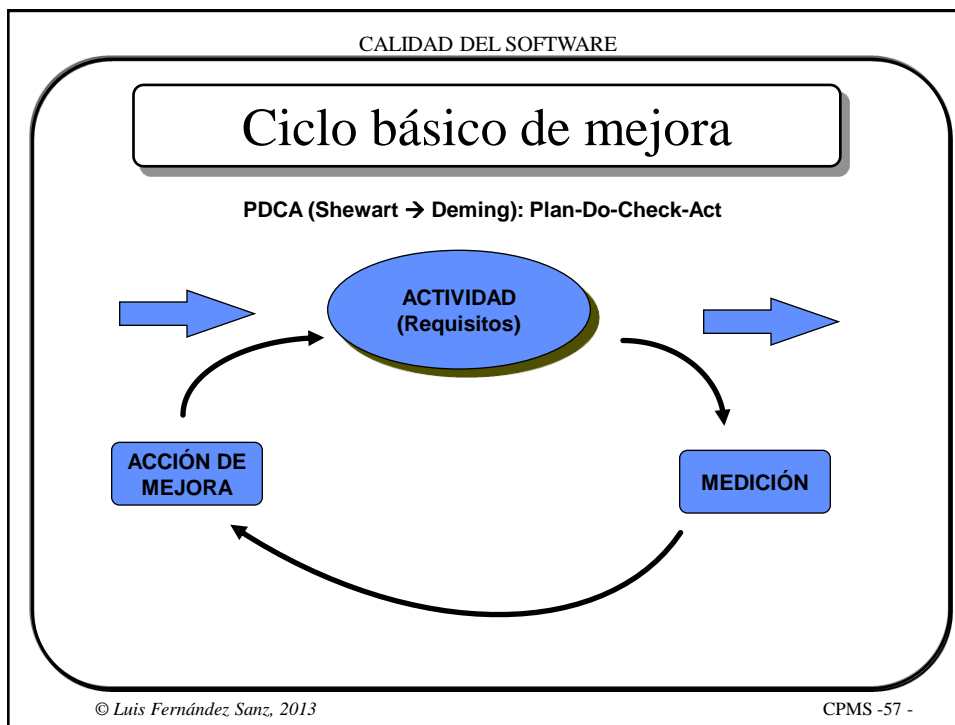 CALIDAD DEL SOFTWARE
Ciclo básico de mejora
PDCA (Shewart → Deming): Plan-Do-Check-Act
ACTIVIDAD
(Requisitos)
ACCIÓN DE
MEJORA
MEDICIÓN
© Luis Fernández Sanz, 2013
CPMS -57 -